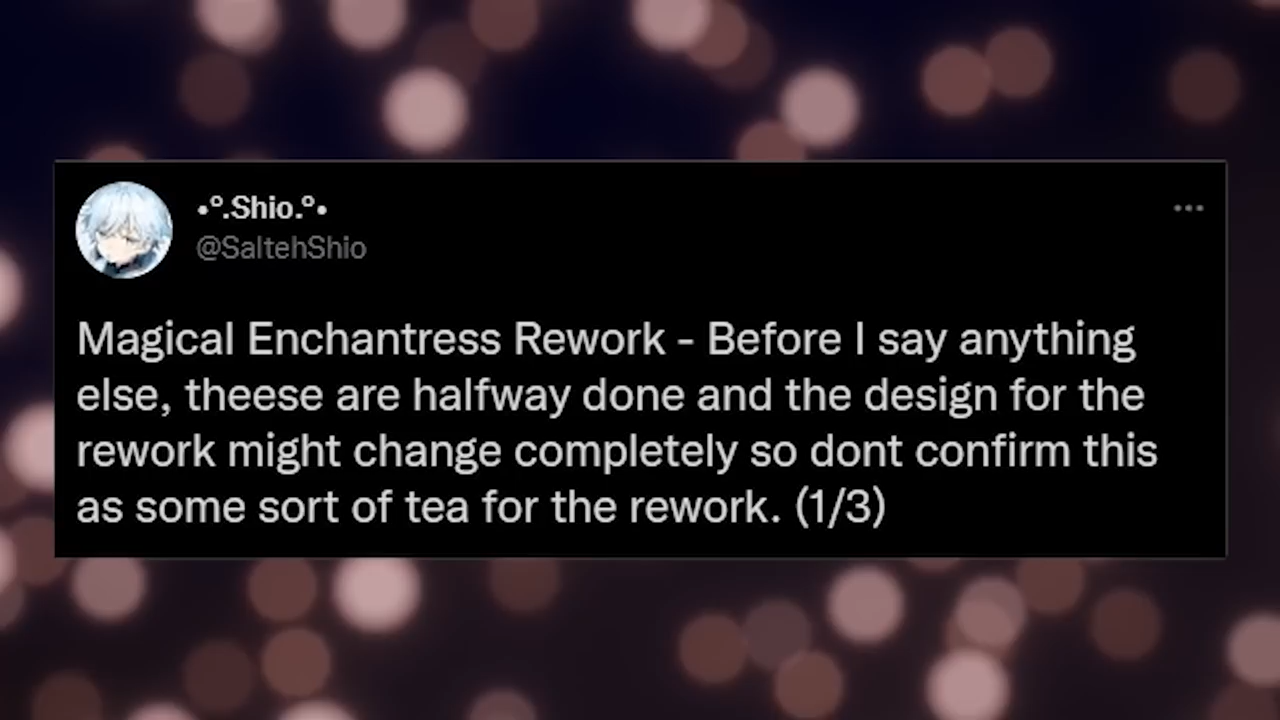 •°.Shio.°•
@SaltehShio
Magical Enchantress Rework - Before I say anything
else, theese are halfway done and the design for the
rework might change completely so dont confirm this
as some sort of tea for the rework. (1/3)